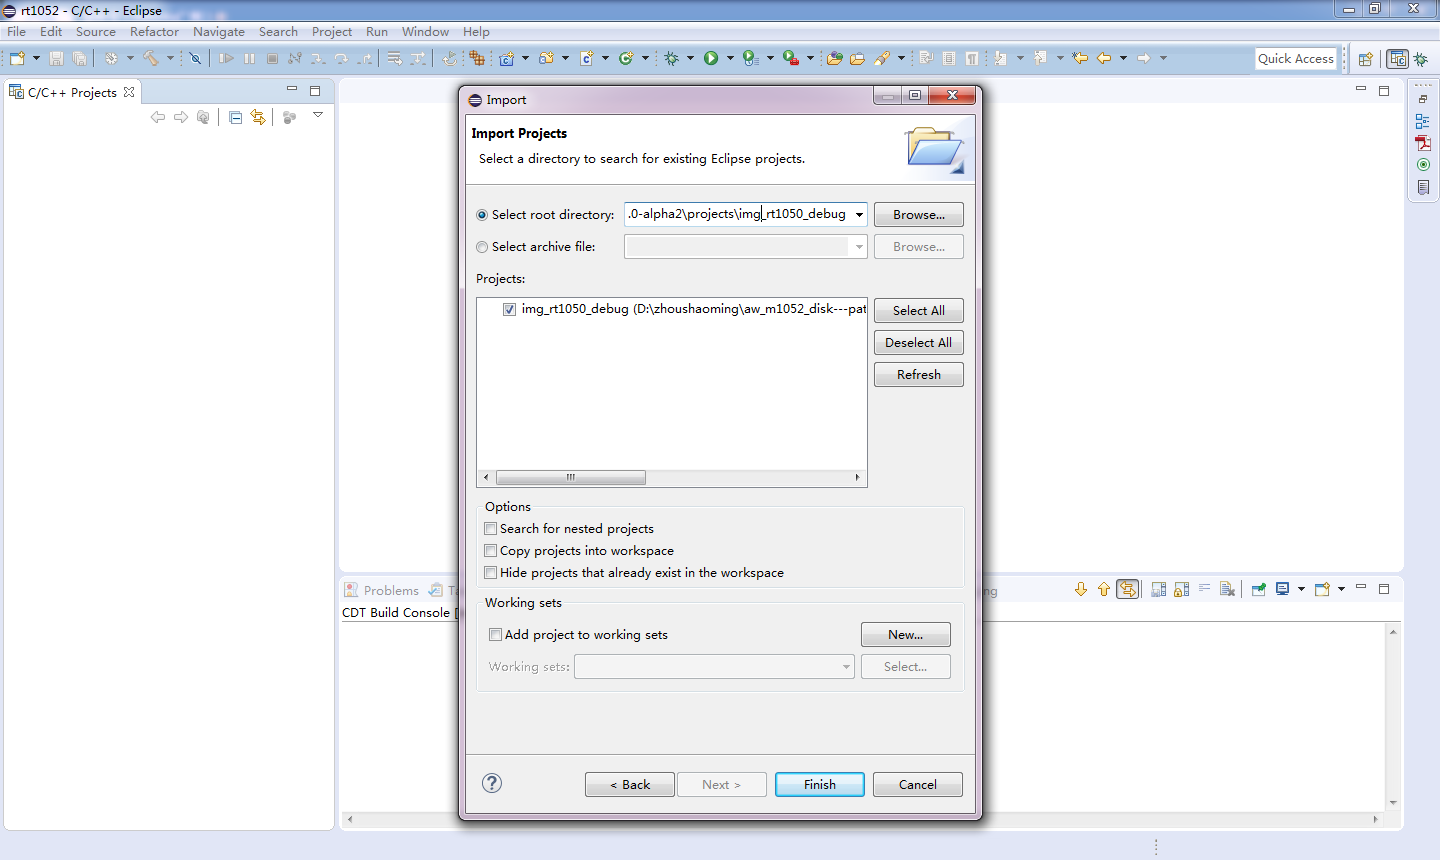 rt1052 - C/C++ - Eclipse
File Edit Source Refactor Navigate Search Project Run Window Help
Quick Access
C/C++ Projects
Import
Import Projects
Select a directory to search for existing Eclipse projects.
Select root directory: .0-alpha2\projects\img_rt1050_debug Browse...
Select archive file: Browse...
Projects:
img_rt1050_debug (D:\zhoushaoming\aw_m1052_disk---pat
Select All
Deselect All
Refresh
Options
Search for nested projects
Copy projects into workspace
Hide projects that already exist in the workspace
Problems
CDT Build Console
Working sets
Add project to working sets New...
Working sets: Select...
< Back Next > Finish Cancel